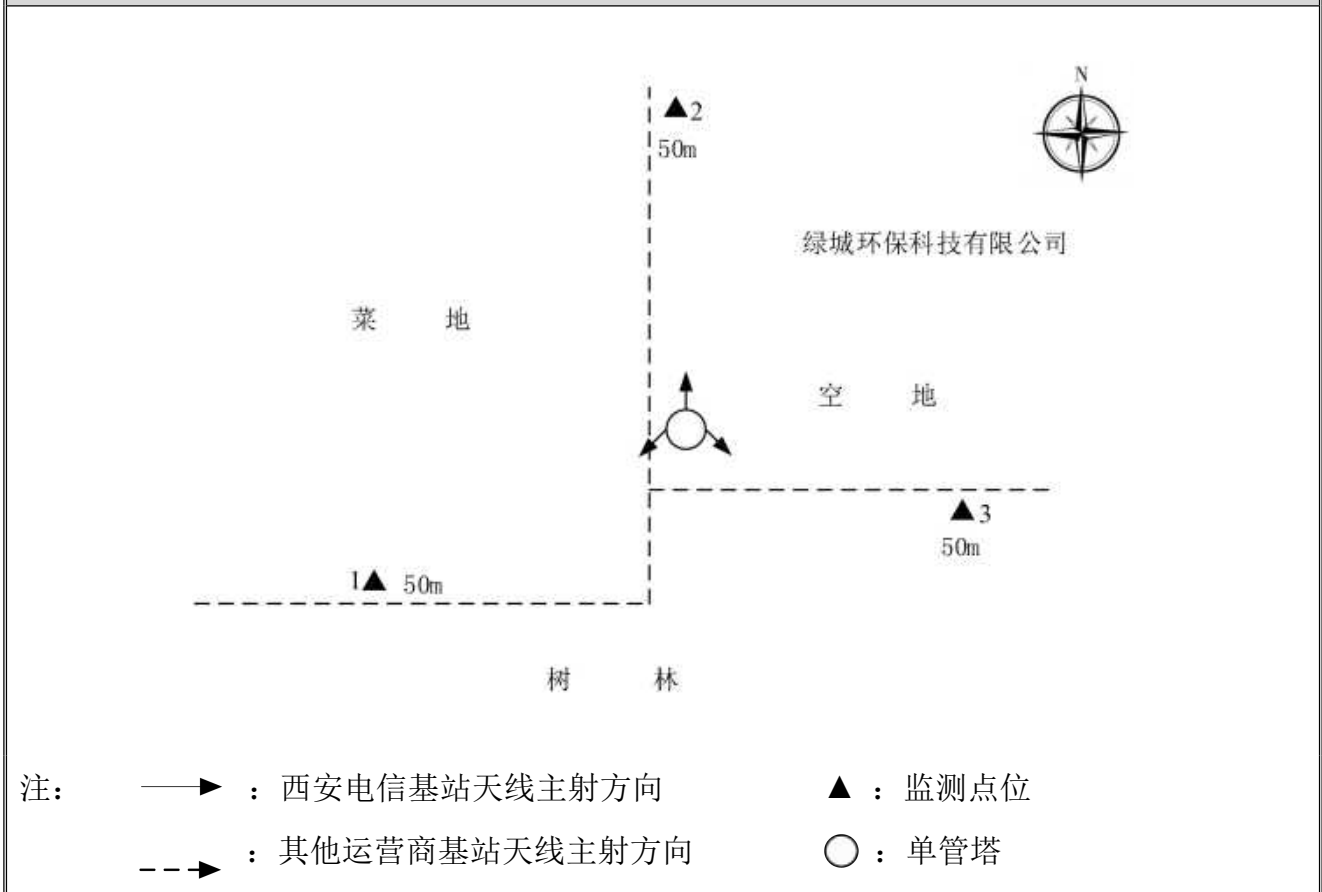 N
▲2
50m
绿城环保科技有限公司
菜 地
空 地
▲3
50m
1▲ 50m
树 林
注： ：西安电信基站天线主射方向 ▲ ：监测点位
：其他运营商基站天线主射方向 ○ ：单管塔